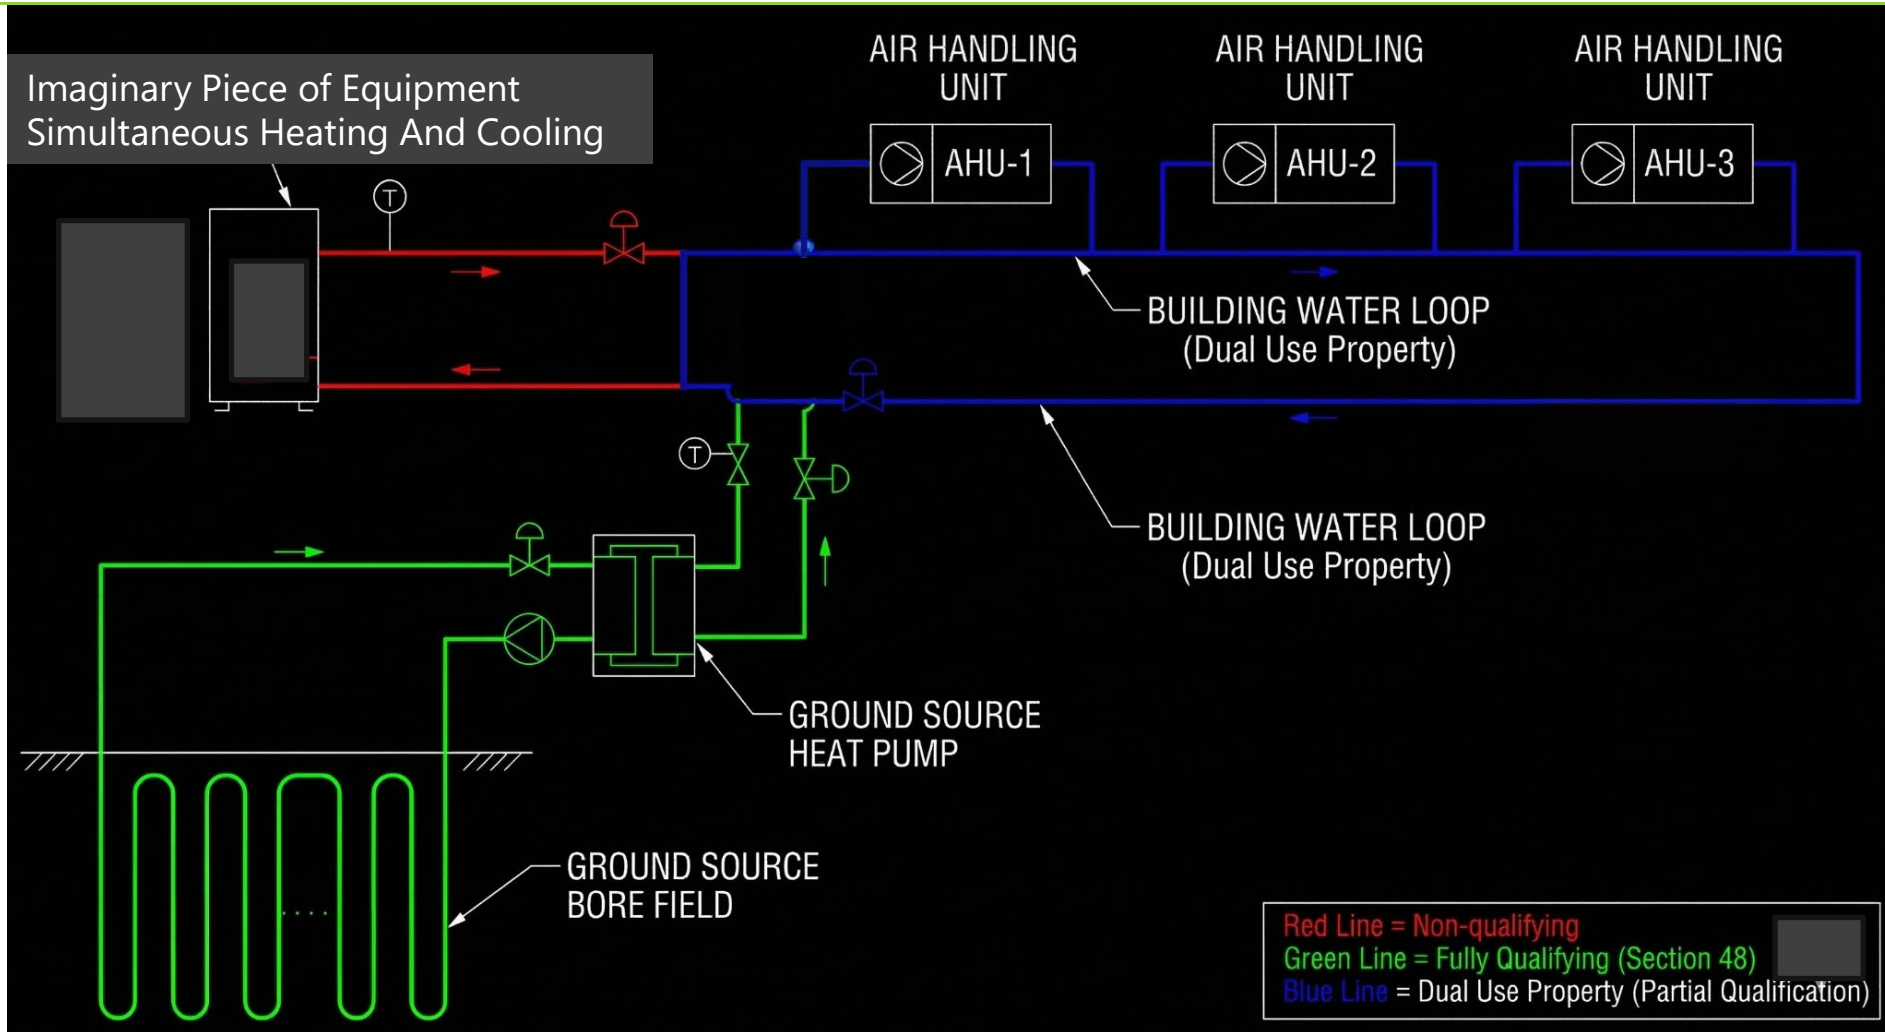 Imaginary Piece of Equipment
Simultaneous Heating And Cooling
AIR HANDLING
UNIT
AIR HANDLING
UNIT
AIR HANDLING
UNIT
AHU-1
AHU-2
AHU-3
T
BUILDING WATER LOOP
(Dual Use Property)
T
BUILDING WATER LOOP
(Dual Use Property)
GROUND SOURCE
HEAT PUMP
GROUND SOURCE
BORE FIELD
Red Line = Non-qualifying
Green Line = Fully Qualifying (Section 48)
Blue Line = Dual Use Property (Partial Qualification)